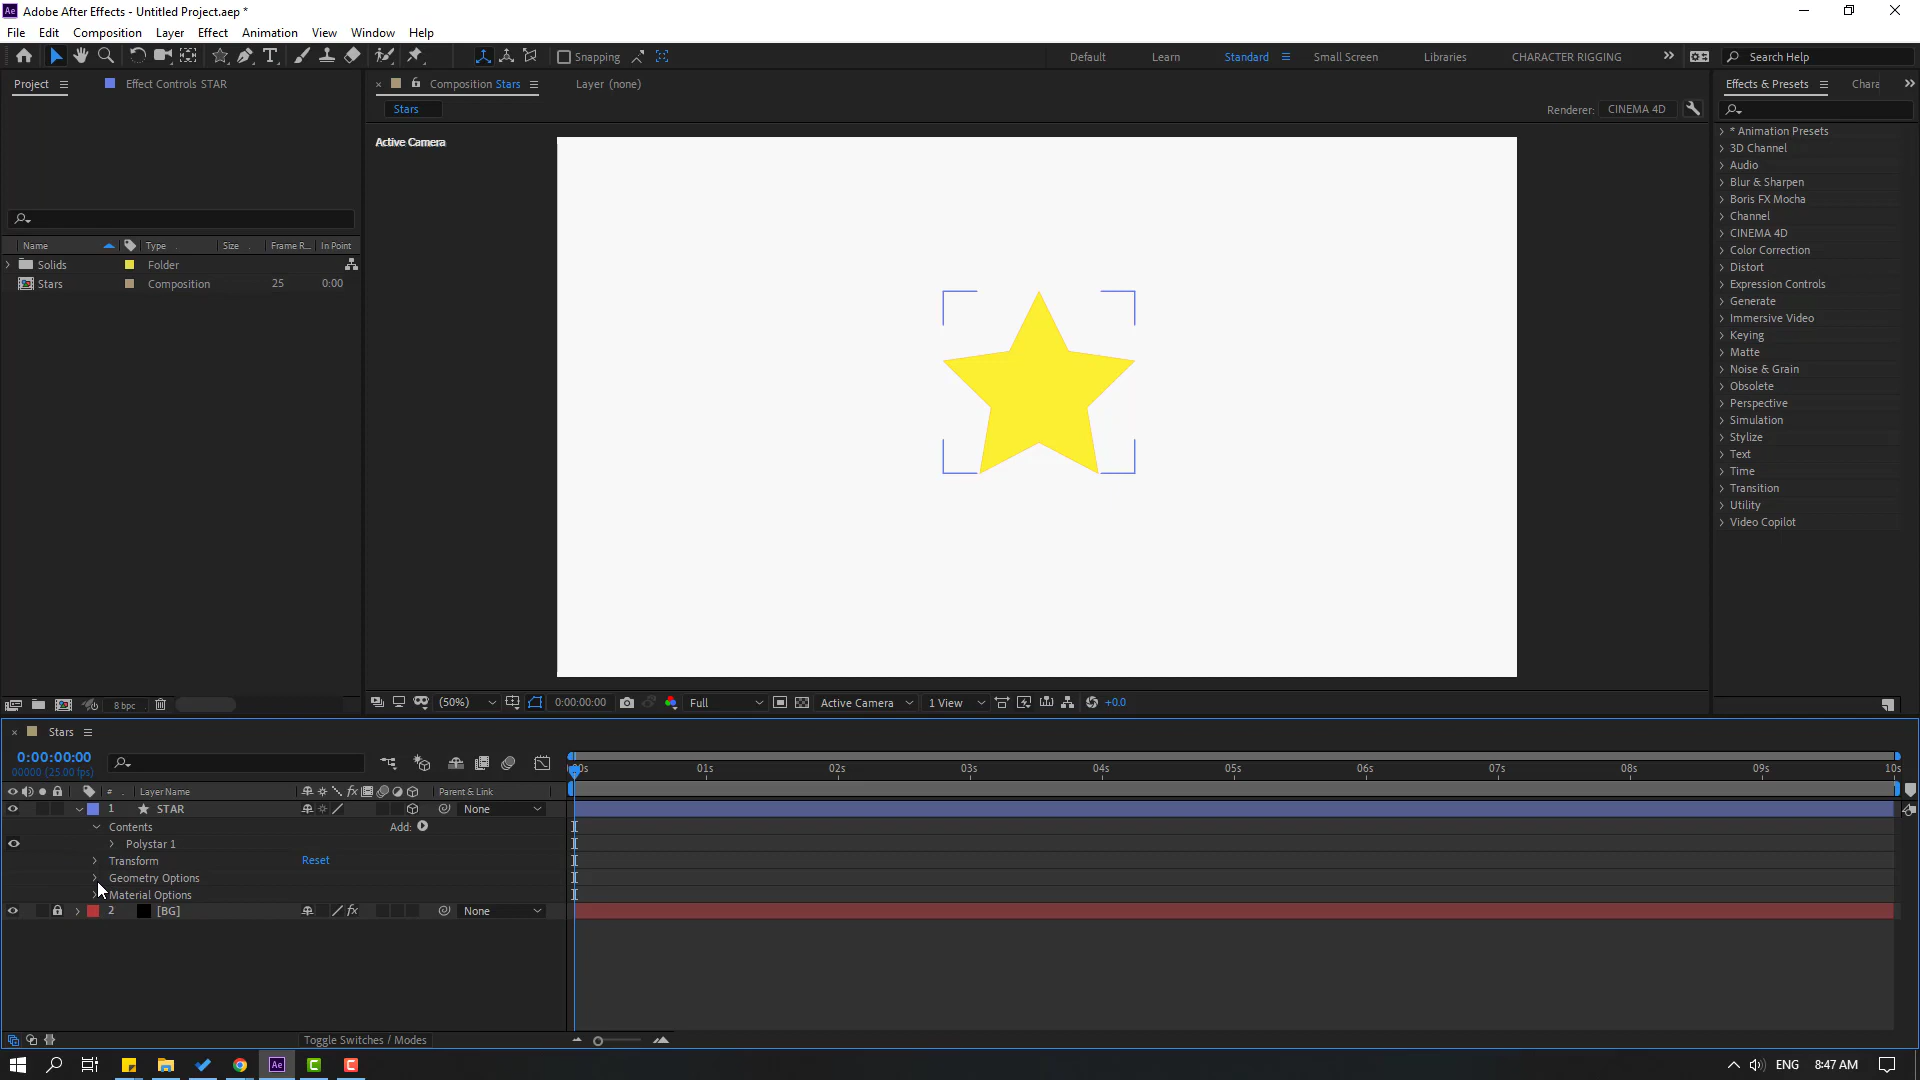 Adobe After Effects - Untitled Project.aep *
File Edit Composition Layer Effect Animation View Window Help
Snapping
Default Learn Standard Small Screen Libraries CHARACTER RIGGING
Search Help
Project
Effect Controls STAR
Composition Stars
Layer (none)
Effects & Presets
Chara
Stars
Renderer: CINEMA 4D
Active Camera
* Animation Presets
3D Channel
Audio
Blur & Sharpen
Boris FX Mocha
Channel
CINEMA 4D
Color Correction
Distort
Expression Controls
Generate
Immersive Video
Keying
Matte
Noise & Grain
Obsolete
Perspective
Simulation
Stylize
Text
Time
Transition
Utility
Video Copilot
Name Type Size Frame R... In Point
Solids Folder
Stars Composition 25 0:00
8 bpc
(50%) 0:00:00:00 Full Active Camera 1 View +0.0
Stars
0:00:00:00
00000 (25.00 fps)
:00s 01s 02s 03s 04s 05s 06s 07s 08s 09s 10s
# Layer Name fx Parent & Link
1 STAR None
Contents Add:
Polystar 1
Transform Reset
Geometry Options
Material Options
2 [BG] fx None
Toggle Switches / Modes
Ae
ENG 8:47 AM